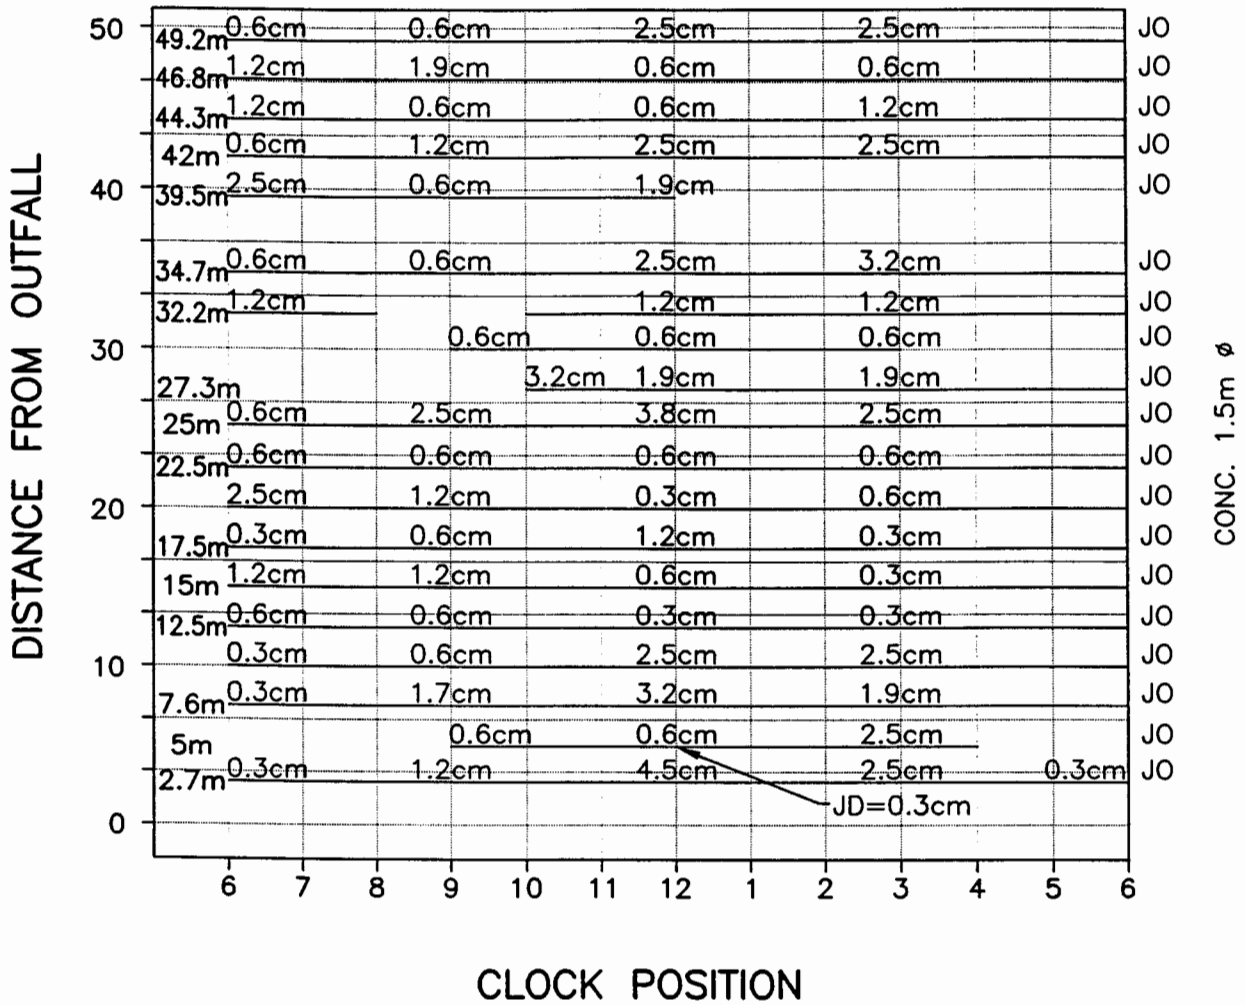 50
49.2m 0.6cm 0.6cm 2.5cm 2.5cm JO
46.8m 1.2cm 1.9cm 0.6cm 0.6cm JO
44.3m 1.2cm 0.6cm 0.6cm 1.2cm JO
42m 0.6cm 1.2cm 2.5cm 2.5cm JO
40
39.5m 2.5cm 0.6cm 1.9cm JO
34.7m 0.6cm 0.6cm 2.5cm 3.2cm JO
32.2m 1.2cm 1.2cm 1.2cm JO
30 0.6cm 0.6cm 0.6cm JO
27.3m 3.2cm 1.9cm 1.9cm JO
25m 0.6cm 2.5cm 3.8cm 2.5cm JO
22.5m 0.6cm 0.6cm 0.6cm 0.6cm JO
20 2.5cm 1.2cm 0.3cm 0.6cm JO
17.5m 0.3cm 0.6cm 1.2cm 0.3cm JO
15m 1.2cm 1.2cm 0.6cm 0.3cm JO
12.5m 0.6cm 0.6cm 0.3cm 0.3cm JO
10 0.3cm 0.6cm 2.5cm 2.5cm JO
7.6m 0.3cm 1.7cm 3.2cm 1.9cm JO
5m 0.6cm 0.6cm 2.5cm JO
2.7m 0.3cm 1.2cm 4.5cm 2.5cm 0.3cm JO
JD=0.3cm
0
6 7 8 9 10 11 12 1 2 3 4 5 6
CLOCK POSITION
DISTANCE FROM OUTFALL
CONC. 1.5m ø